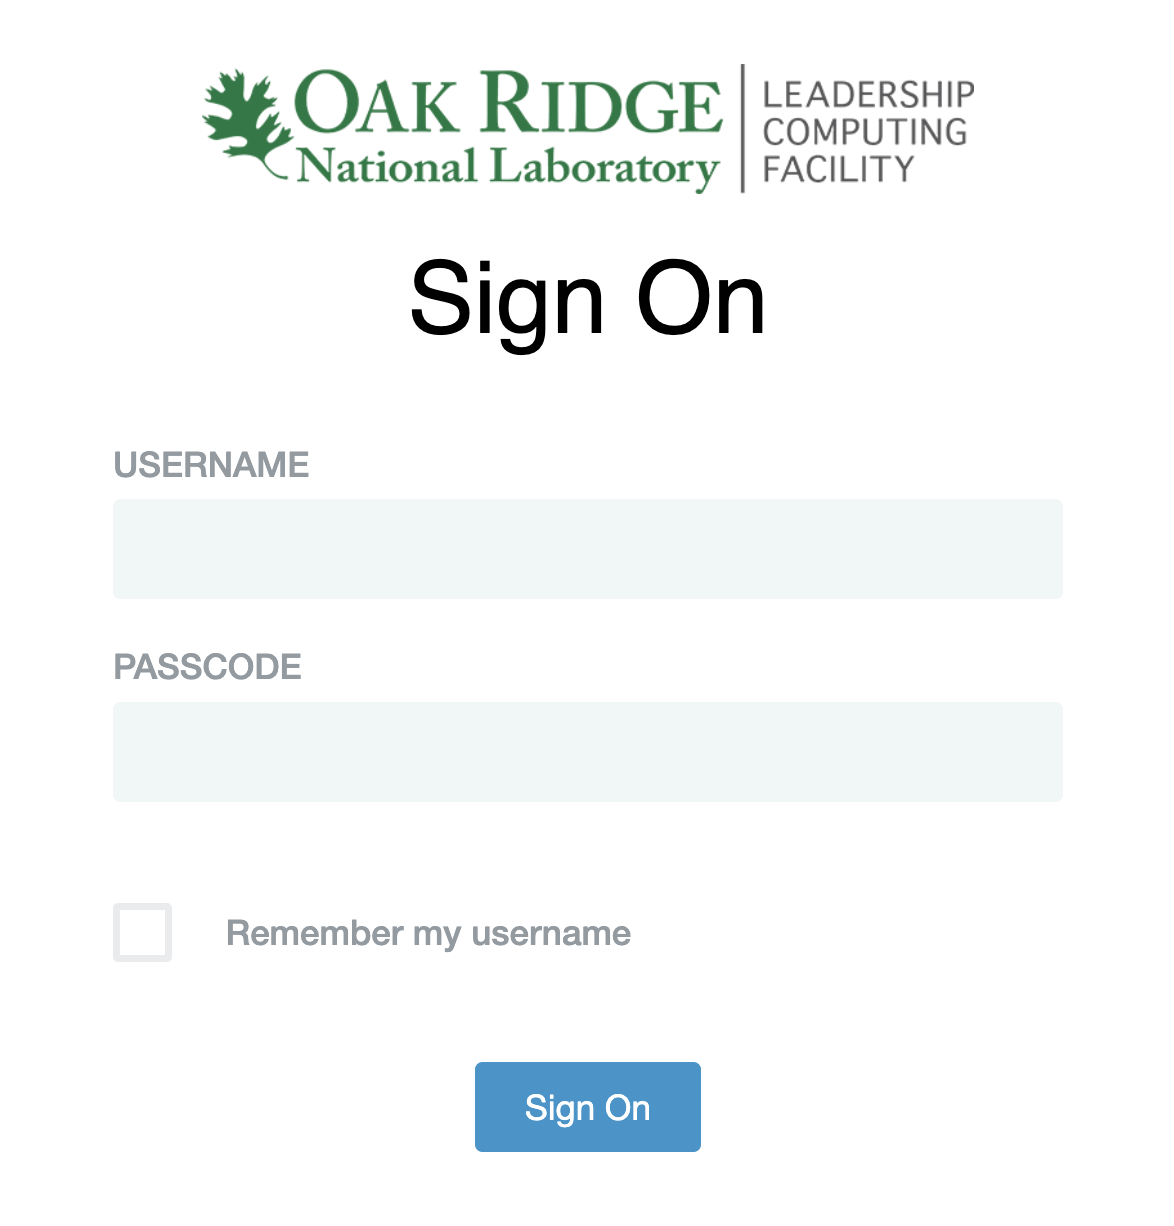 OAK RIDGE
National Laboratory
LEADERSHIP
COMPUTING
FACILITY
Sign On
USERNAME
PASSCODE
Remember my username
Sign On